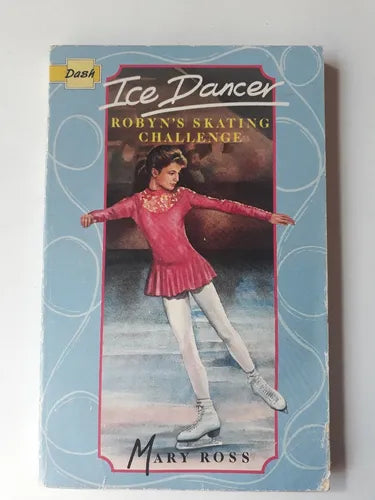 Dash
Ice Dancer
ROBYN'S SKATING
CHALLENGE
MARY ROSS